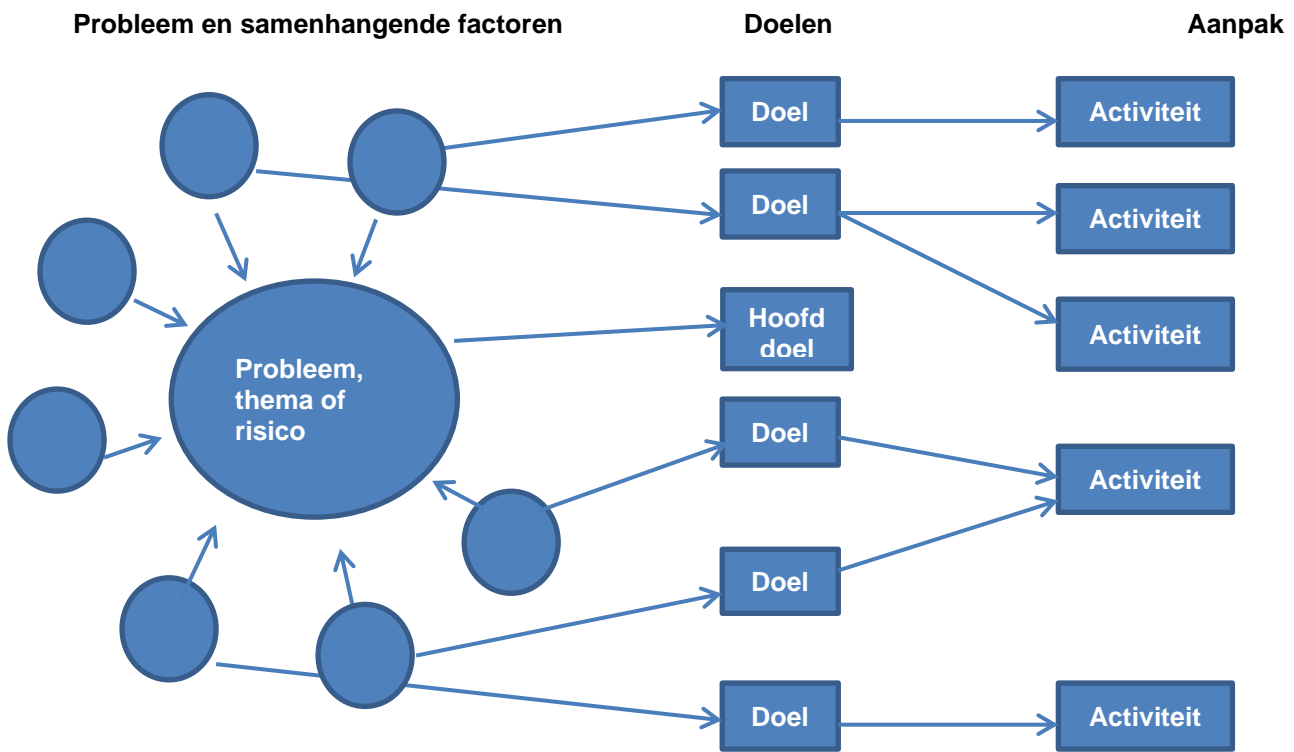 Probleem en samenhangende factoren
Doelen
Aanpak
Doel
Activiteit
Doel
Activiteit
Hoofd
doel
Activiteit
Probleem,
thema of
risico
Doel
Activiteit
Doel
Doel
Activiteit